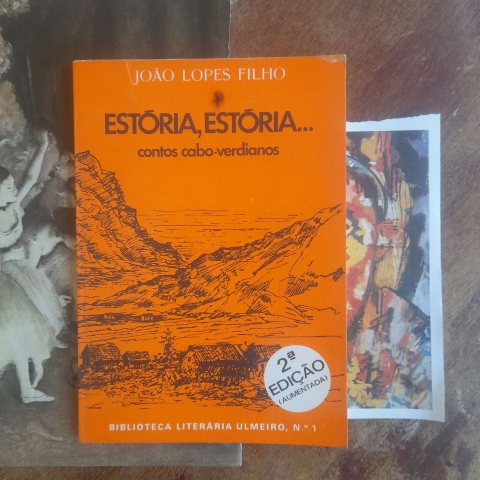 JOÃO LOPES FILHO
ESTÓRIA, ESTÓRIA...
contos cabo-verdianos
2ª
EDIÇÃO
(AUMENTADA)
BIBLIOTECA LITERÁRIA ULMEIRO, N.º 1